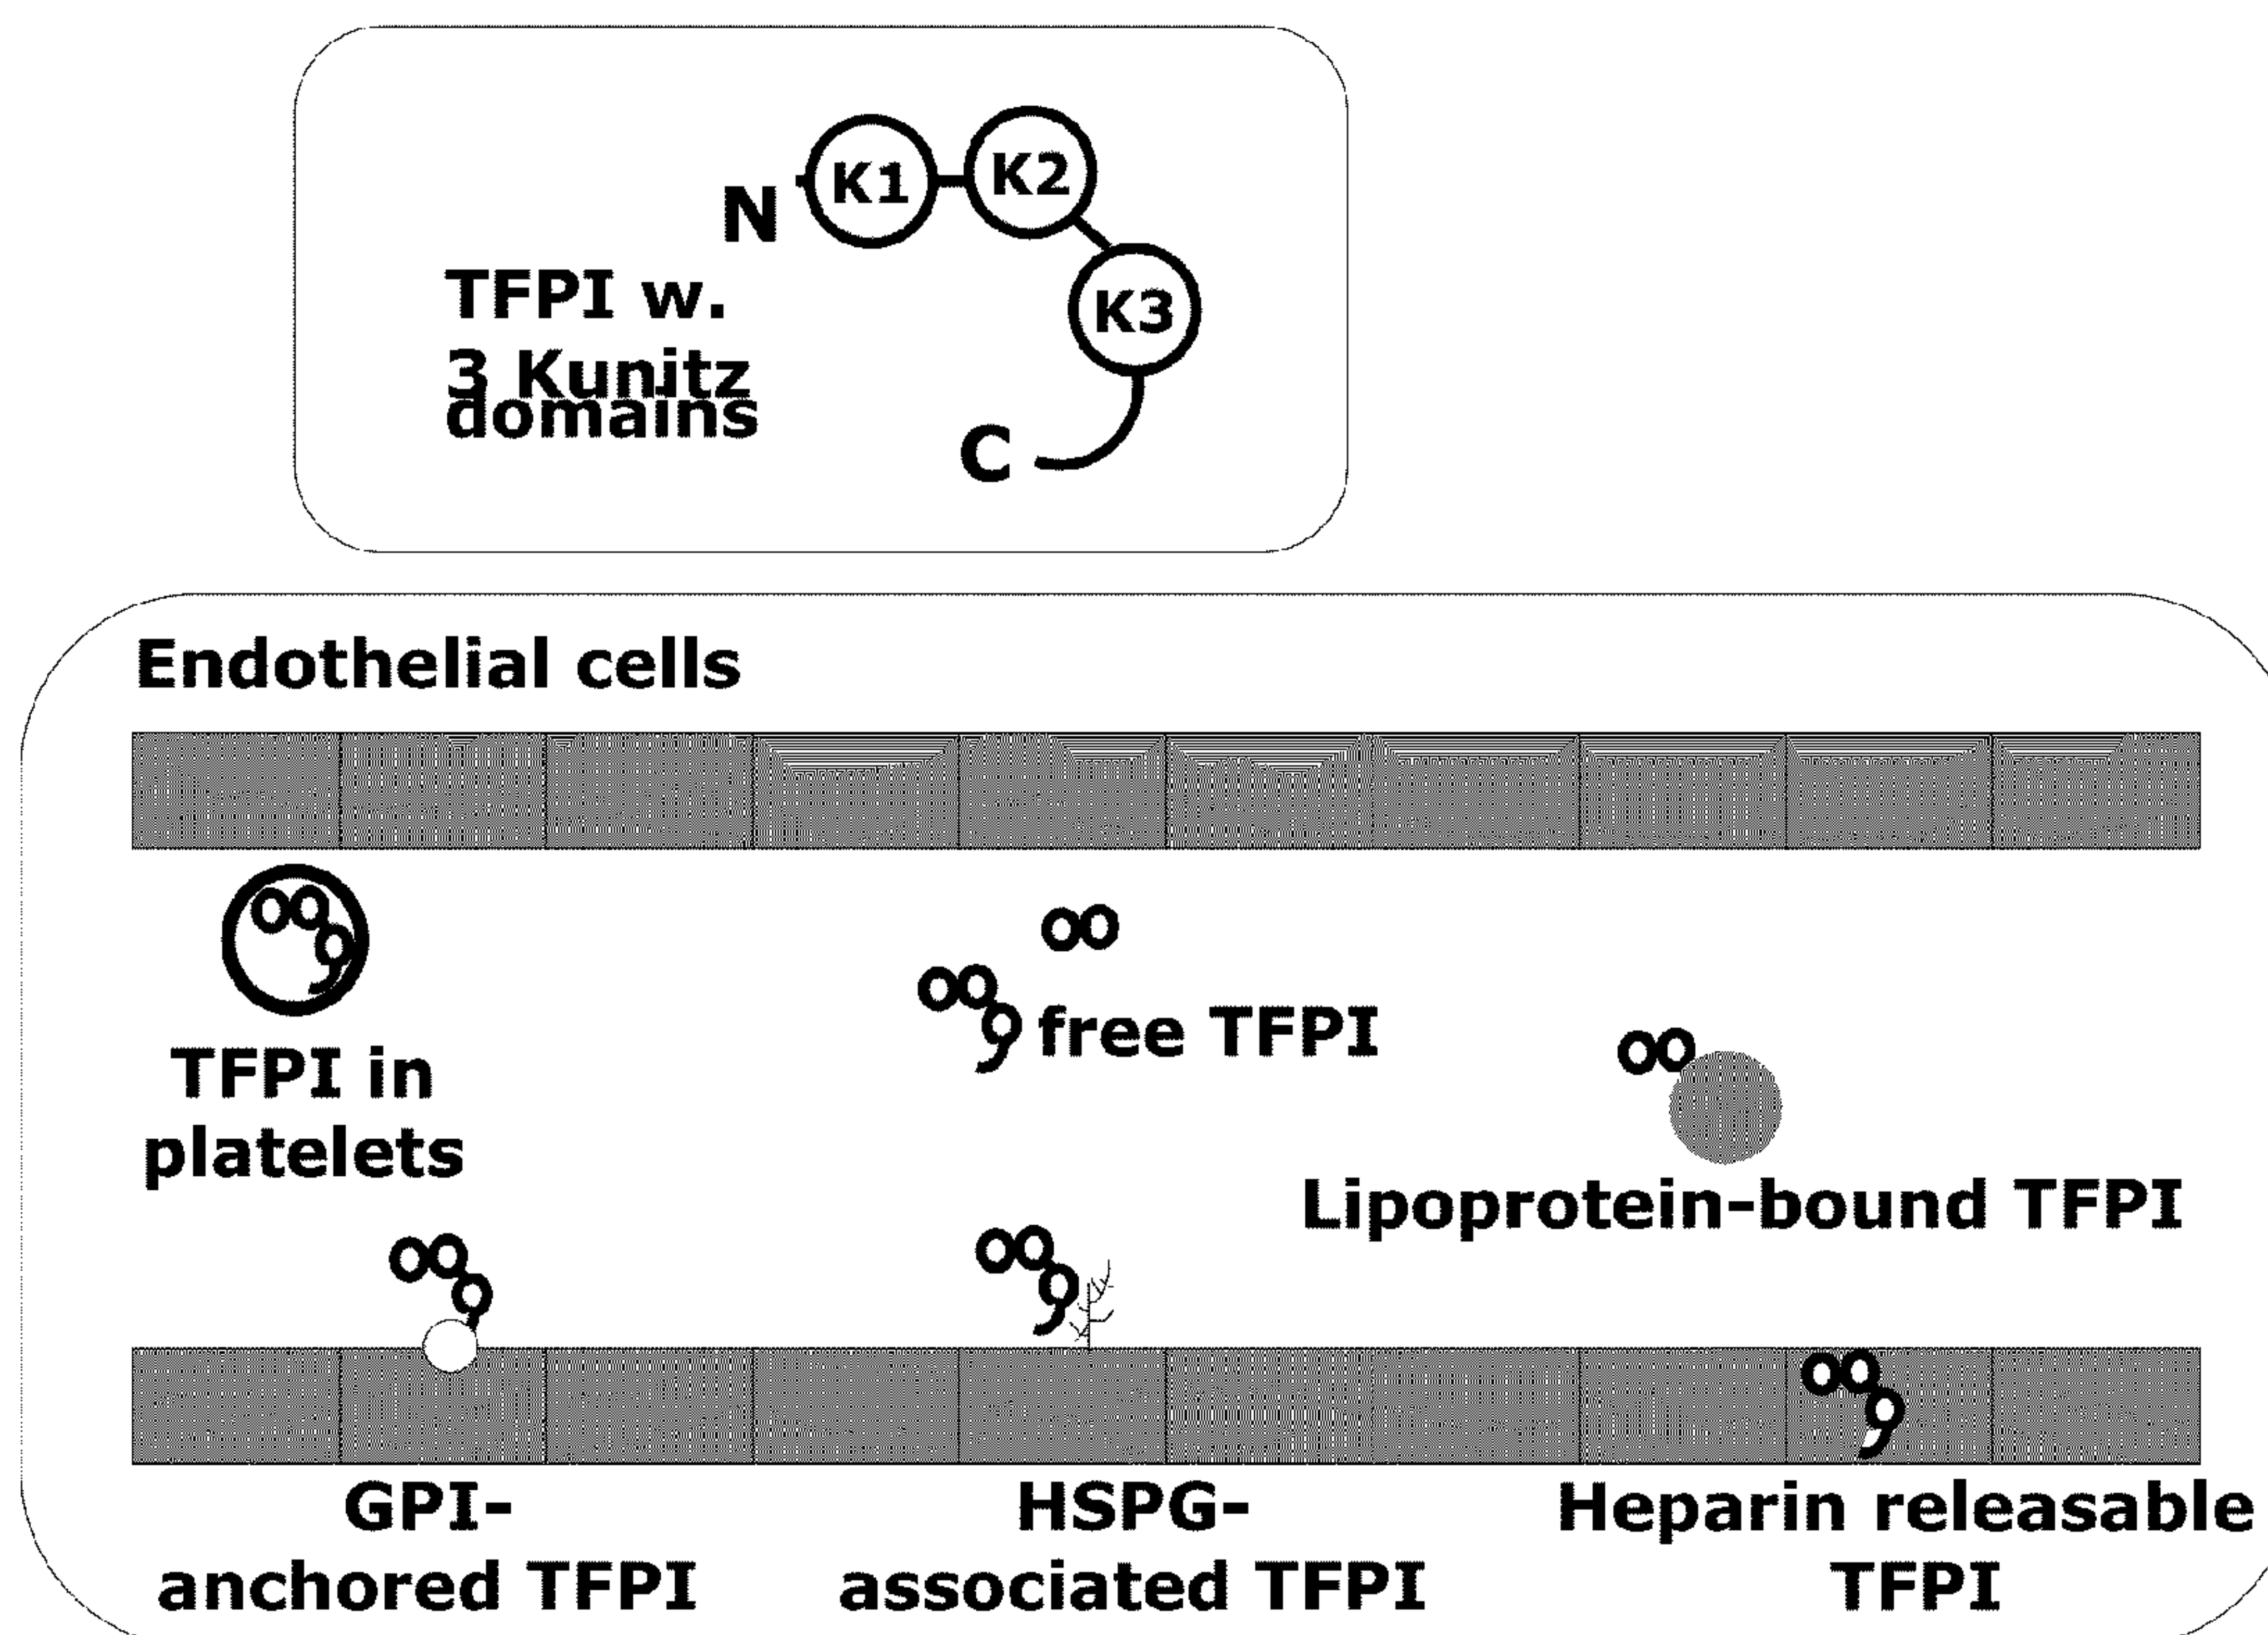 K1
K2
N
K3
TFPI w.
3 Kunitz
domains
C
Endothelial cells
free TFPI
TFPI in
platelets
Lipoprotein-bound TFPI
GPI-
anchored TFPI
HSPG-
associated TFPI
Heparin releasable
TFPI